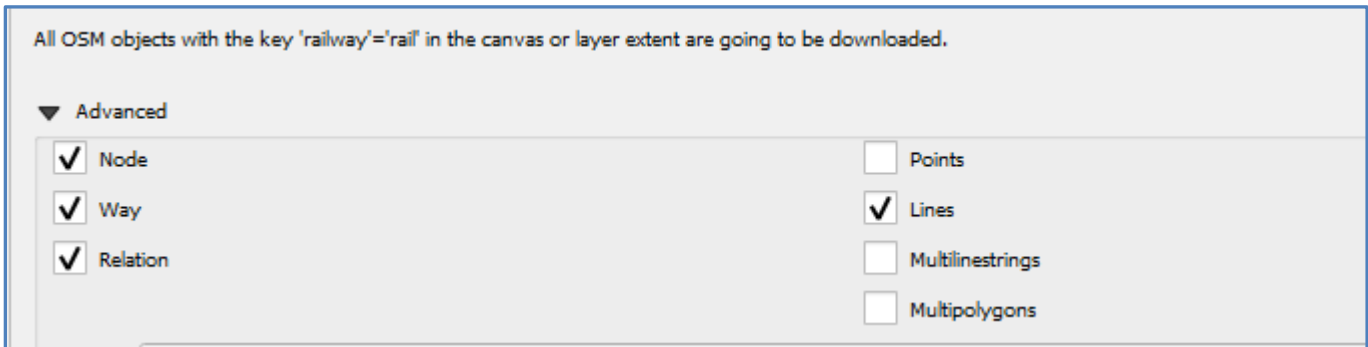 All OSM objects with the key 'railway'='rail' in the canvas or layer extent are going to be downloaded.
Advanced
Node
Points
Way
Lines
Relation
Multilinestrings
Multipolygons